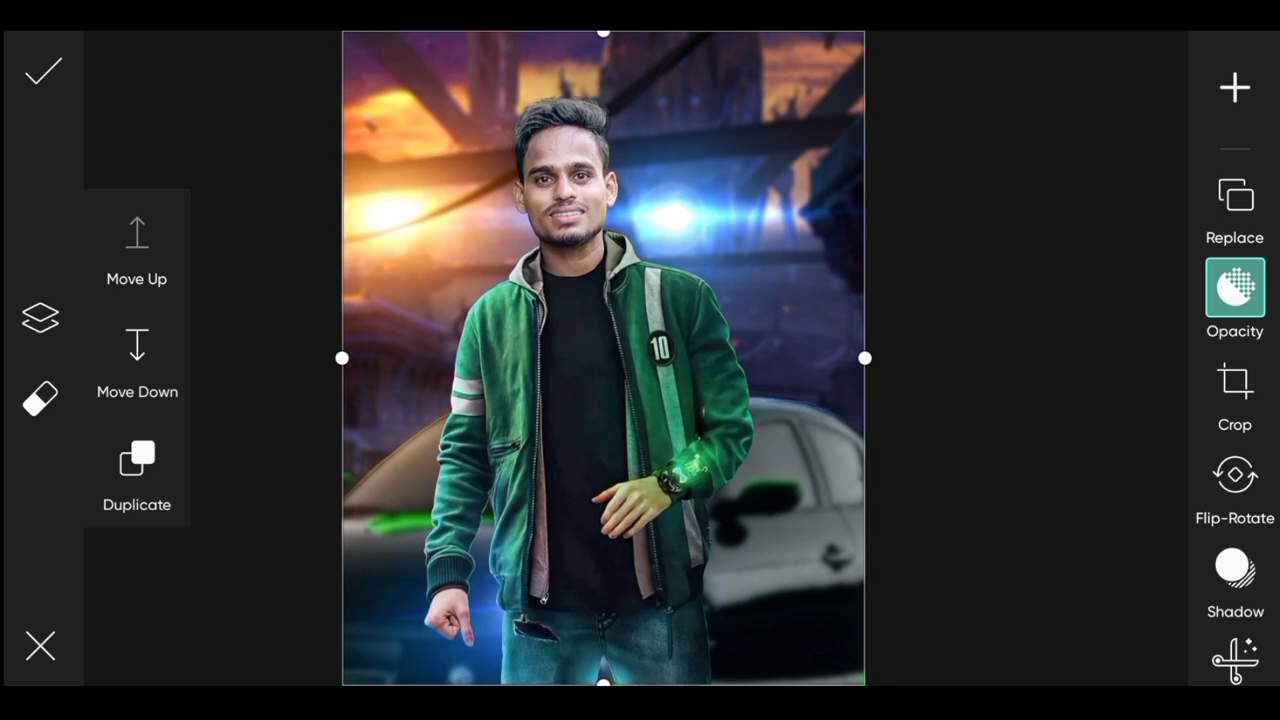 Move Up
Move Down
Duplicate
10
Replace
Opacity
Crop
Flip-Rotate
Shadow